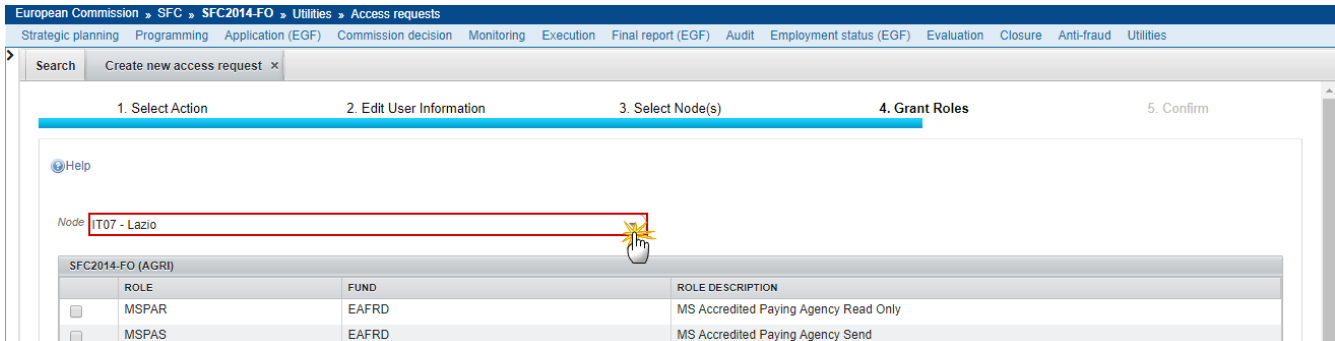 European Commission » SFC » SFC2014-FO » Utilities » Access requests
Strategic planning Programming Application (EGF) Commission decision Monitoring Execution Final report (EGF) Audit Employment status (EGF) Evaluation Closure Anti-fraud Utilities
Search Create new access request ×
1. Select Action 2. Edit User Information 3. Select Node(s) 4. Grant Roles 5. Confirm
Help
Node IT07 - Lazio
SFC2014-FO (AGRI)
ROLE FUND ROLE DESCRIPTION
MSPAR EAFRD MS Accredited Paying Agency Read Only
MSPAS EAFRD MS Accredited Paying Agency Send